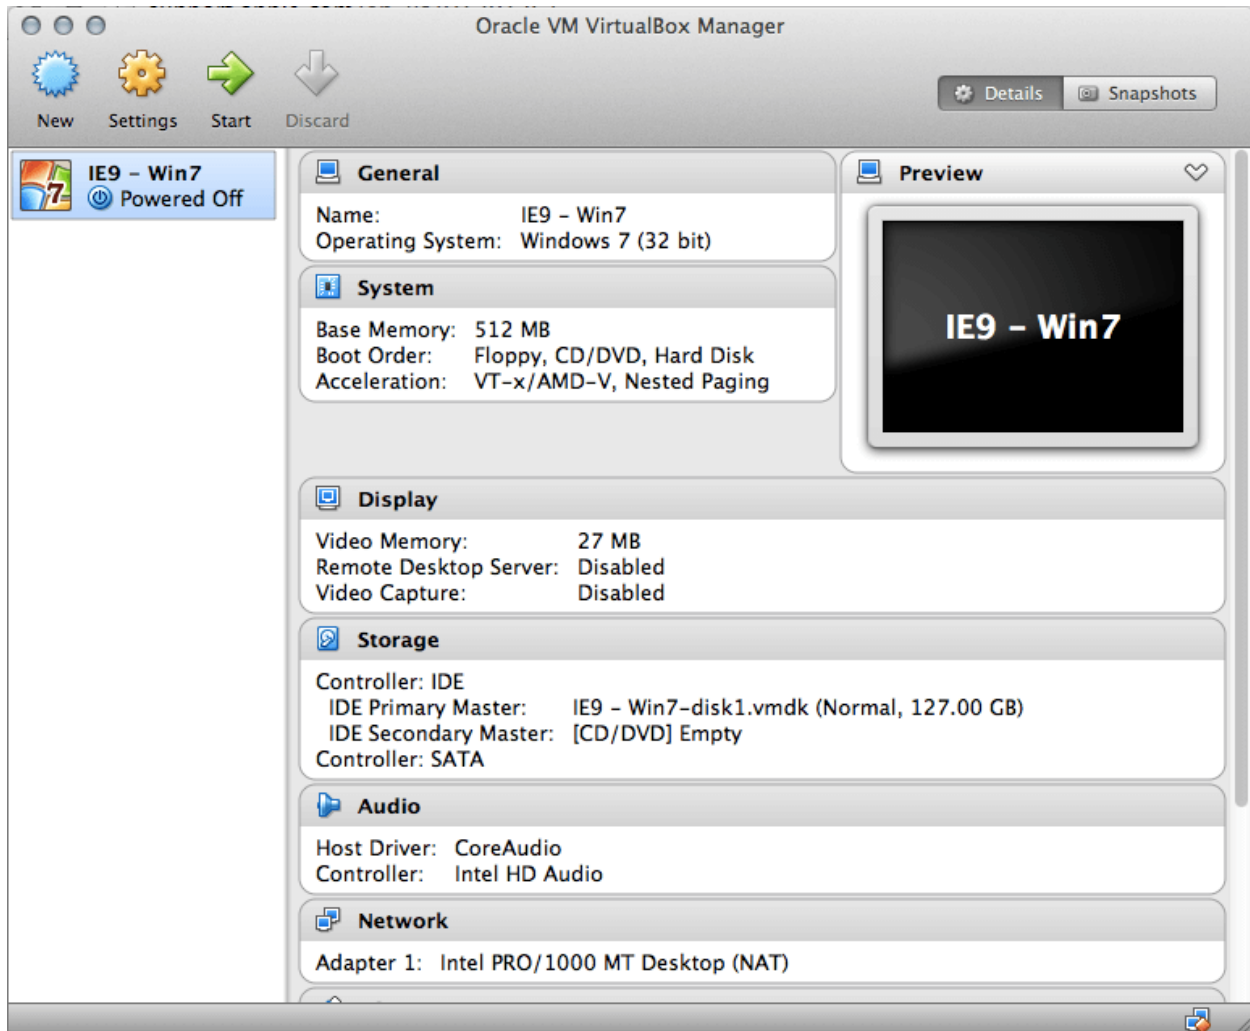 Oracle VM VirtualBox Manager
New
Settings
Start
Discard
Details
Snapshots
IE9 – Win7
Powered Off
General
Name: IE9 – Win7
Operating System: Windows 7 (32 bit)
System
Base Memory: 512 MB
Boot Order: Floppy, CD/DVD, Hard Disk
Acceleration: VT-x/AMD-V, Nested Paging
Preview
IE9 – Win7
Display
Video Memory: 27 MB
Remote Desktop Server: Disabled
Video Capture: Disabled
Storage
Controller: IDE
IDE Primary Master: IE9 – Win7-disk1.vmdk (Normal, 127.00 GB)
IDE Secondary Master: [CD/DVD] Empty
Controller: SATA
Audio
Host Driver: CoreAudio
Controller: Intel HD Audio
Network
Adapter 1: Intel PRO/1000 MT Desktop (NAT)